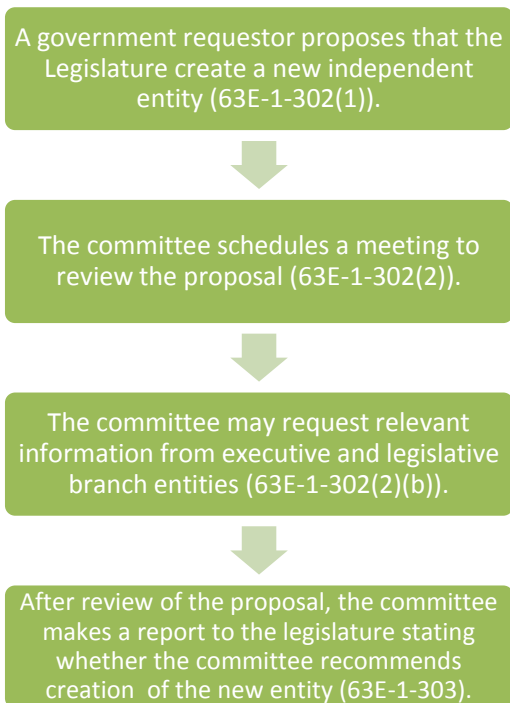 A government requestor proposes that the
Legislature create a new independent
entity (63E-1-302(1)).
The committee schedules a meeting to
review the proposal (63E-1-302(2)).
The committee may request relevant
information from executive and legislative
branch entities (63E-1-302(2)(b)).
After review of the proposal, the committee
makes a report to the legislature stating
whether the committee recommends
creation  of the new entity (63E-1-303).